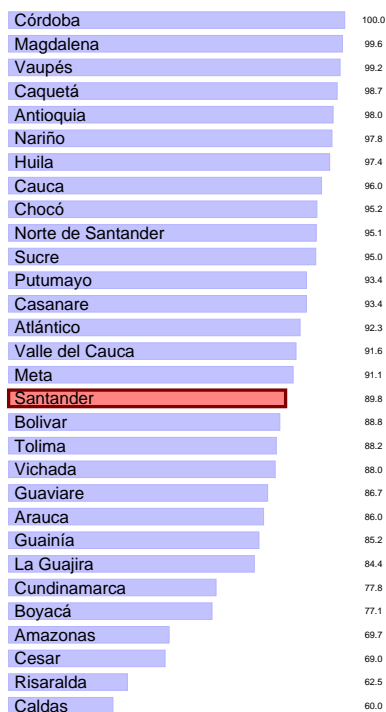 Córdoba 100.0
Magdalena 99.6
Vaupés 99.2
Caquetá 98.7
Antioquia 98.0
Nariño 97.8
Huila 97.4
Cauca 96.0
Chocó 95.2
Norte de Santander 95.1
Sucre 95.0
Putumayo 93.4
Casanare 93.4
Atlántico 92.3
Valle del Cauca 91.6
Meta 91.1
Santander 89.8
Bolivar 88.8
Tolima 88.2
Vichada 88.0
Guaviare 86.7
Arauca 86.0
Guainía 85.2
La Guajira 84.4
Cundinamarca 77.8
Boyacá 77.1
Amazonas 69.7
Cesar 69.0
Risaralda 62.5
Caldas 60.0